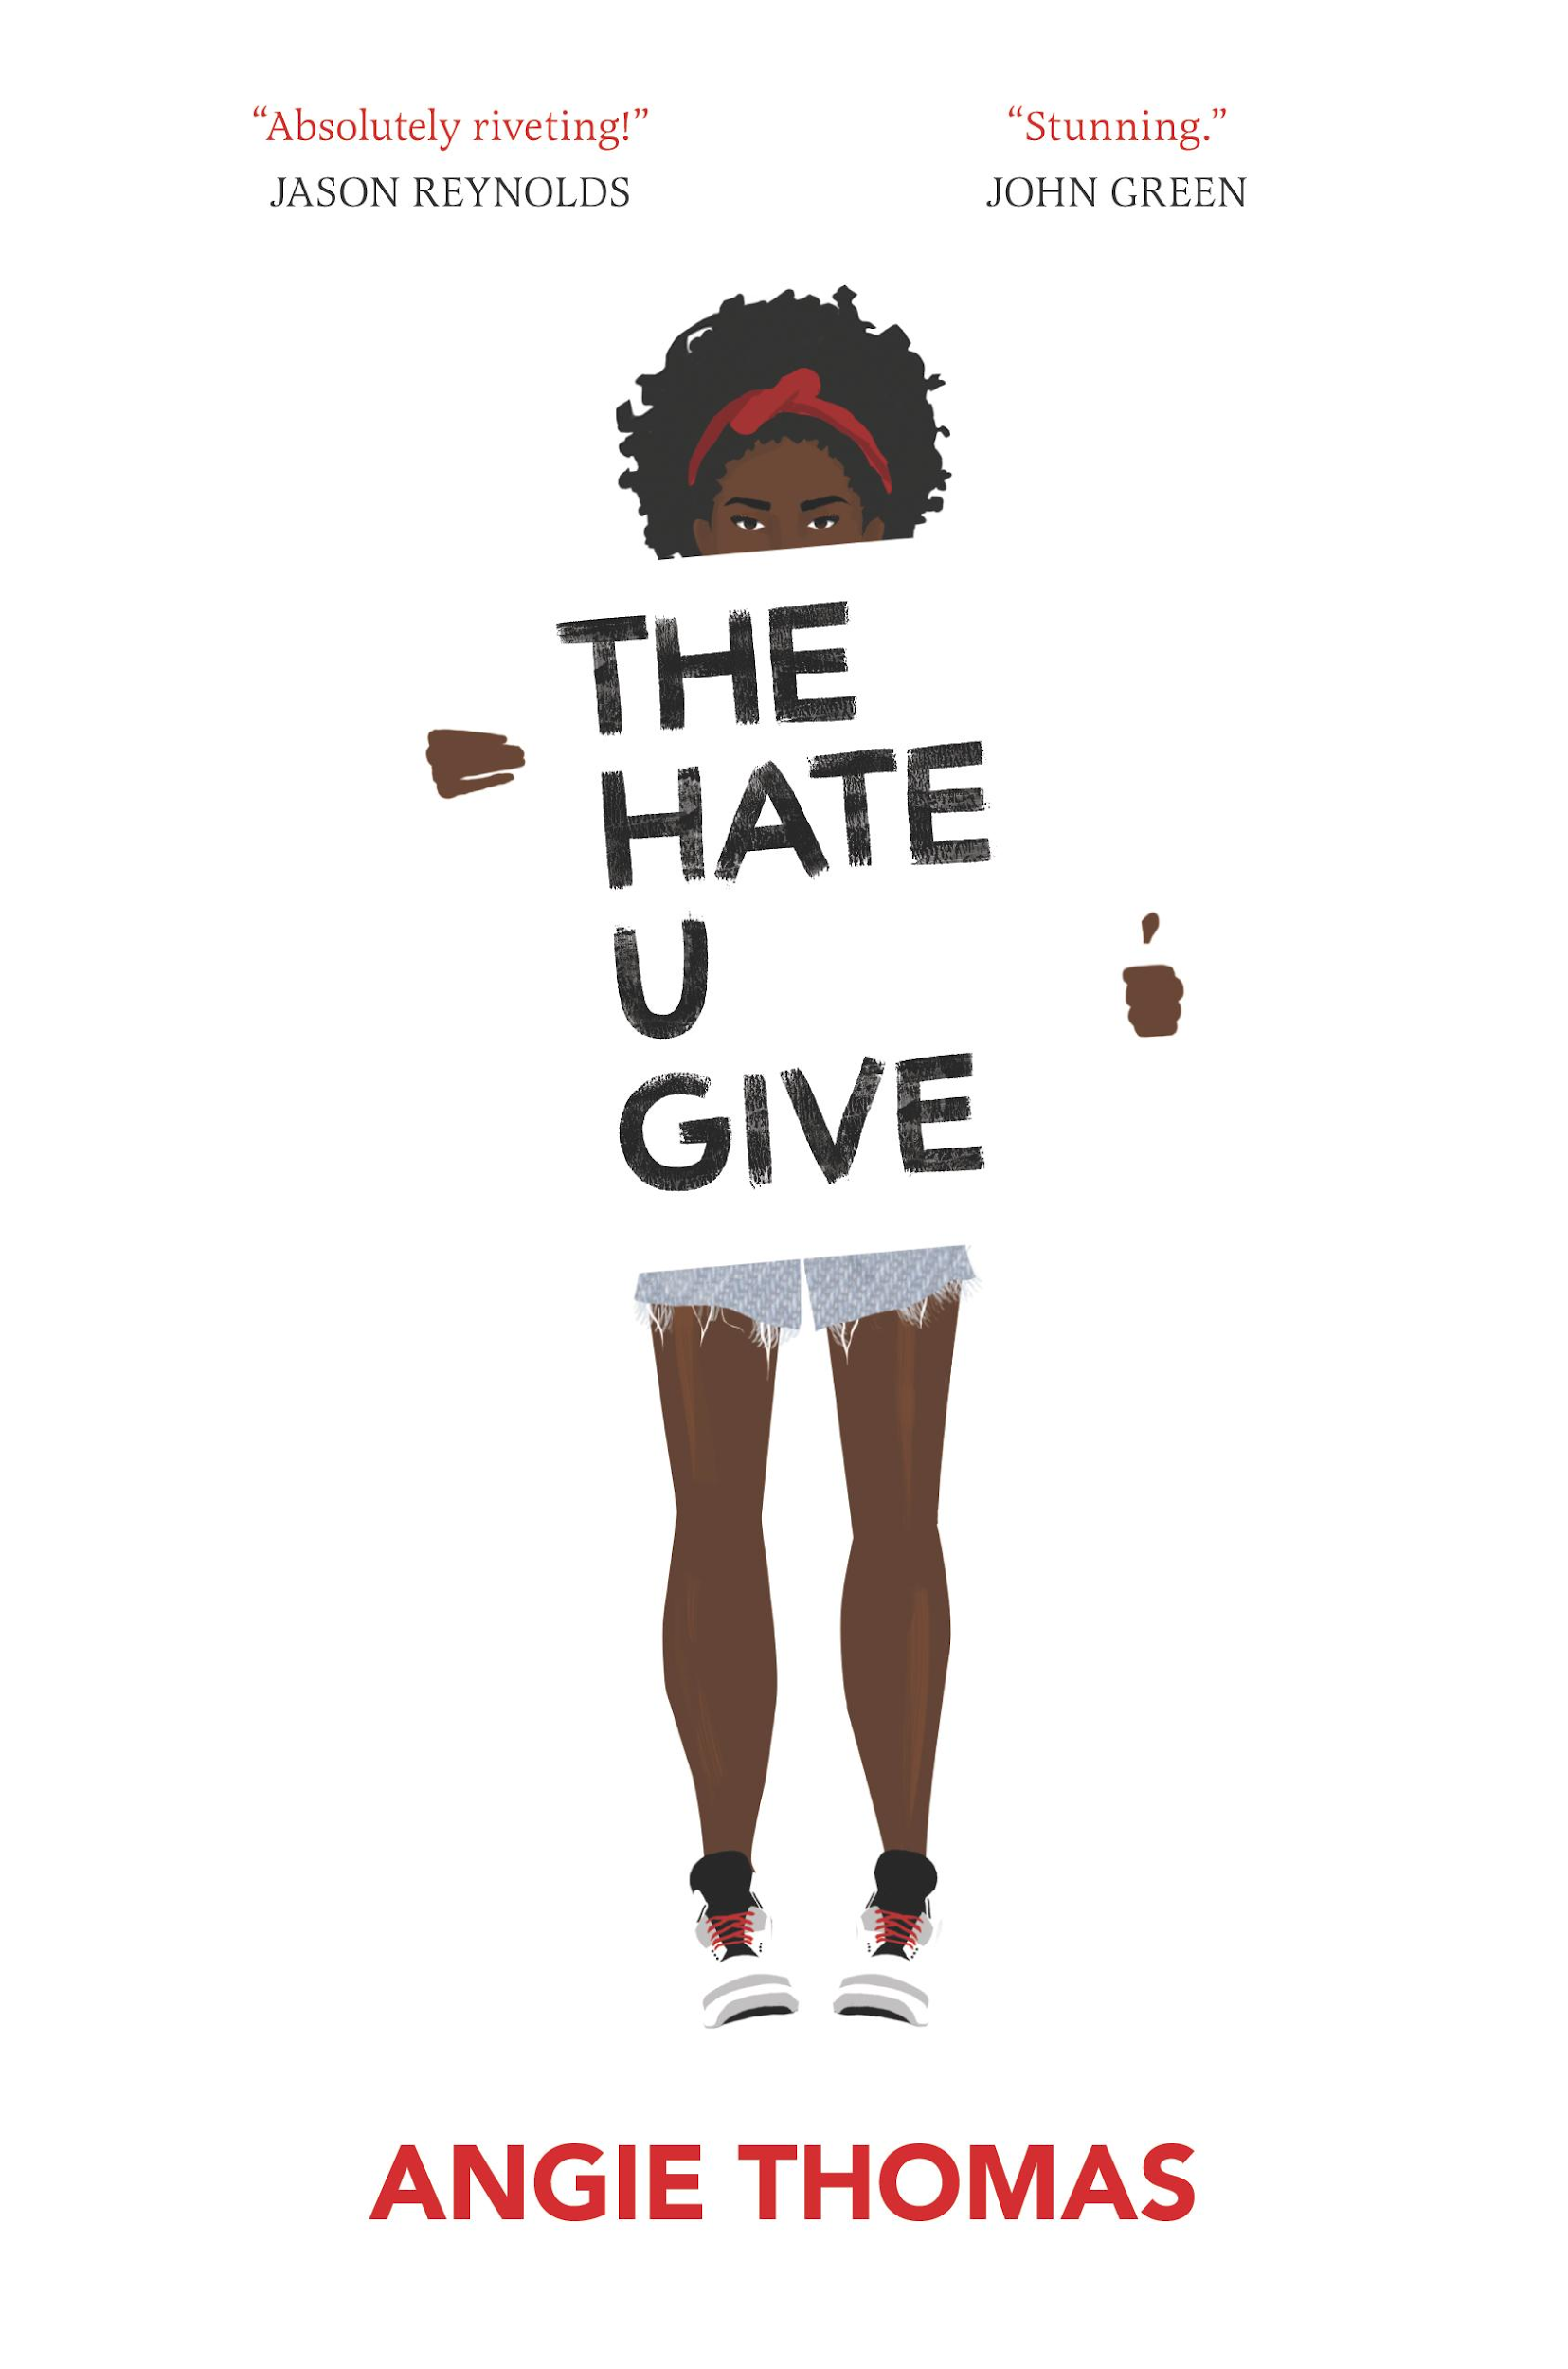 “Absolutely riveting!”
JASON REYNOLDS
“Stunning.”
JOHN GREEN
THE
HATE
U
GIVE
ANGIE THOMAS